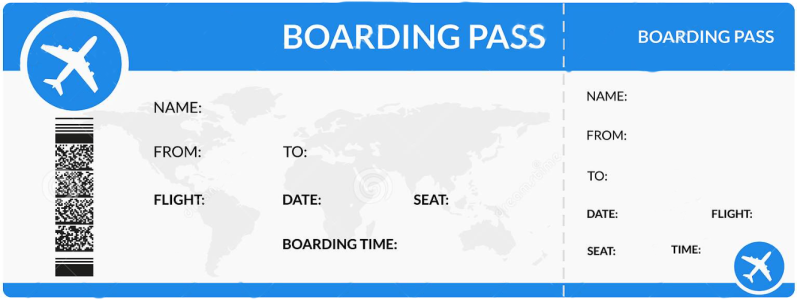 BOARDING PASS
NAME:
FROM: TO:
FLIGHT: DATE: SEAT:
BOARDING TIME:
BOARDING PASS
NAME:
FROM:
TO:
DATE: FLIGHT:
SEAT: TIME: